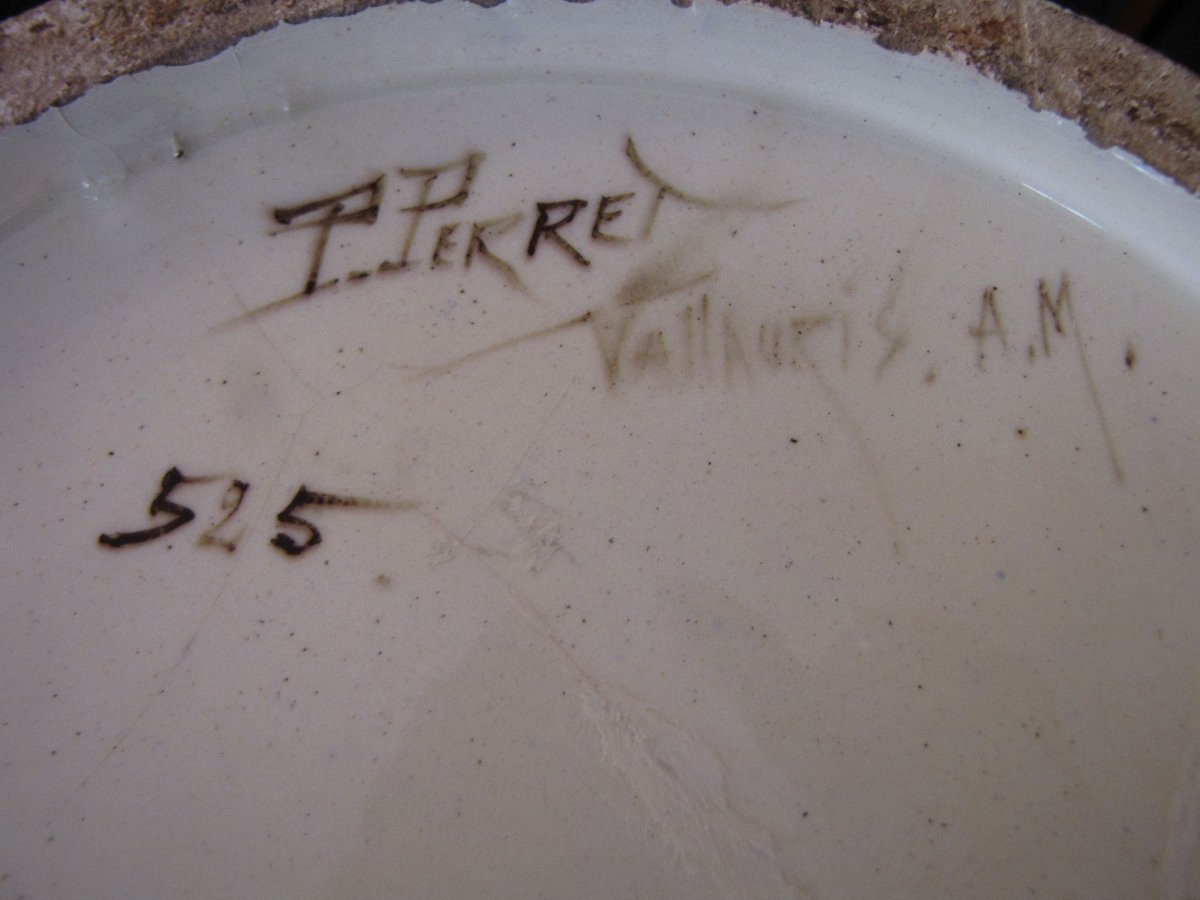 P. PERRET
Vallauris. A.M.
525